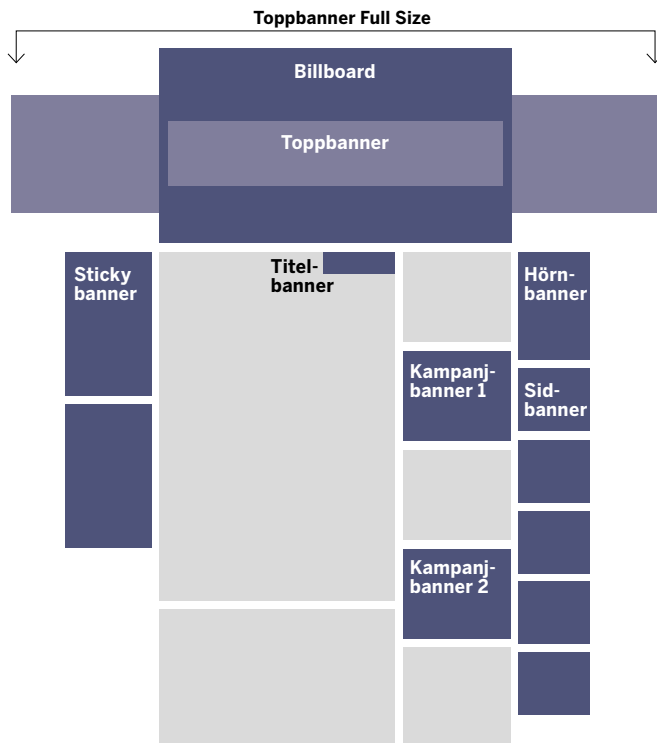 Toppbanner Full Size
Billboard
Toppbanner
Sticky
banner
Titel-
banner
Hörn-
banner
Kampanj-
banner 1
Sid-
banner
Kampanj-
banner 2